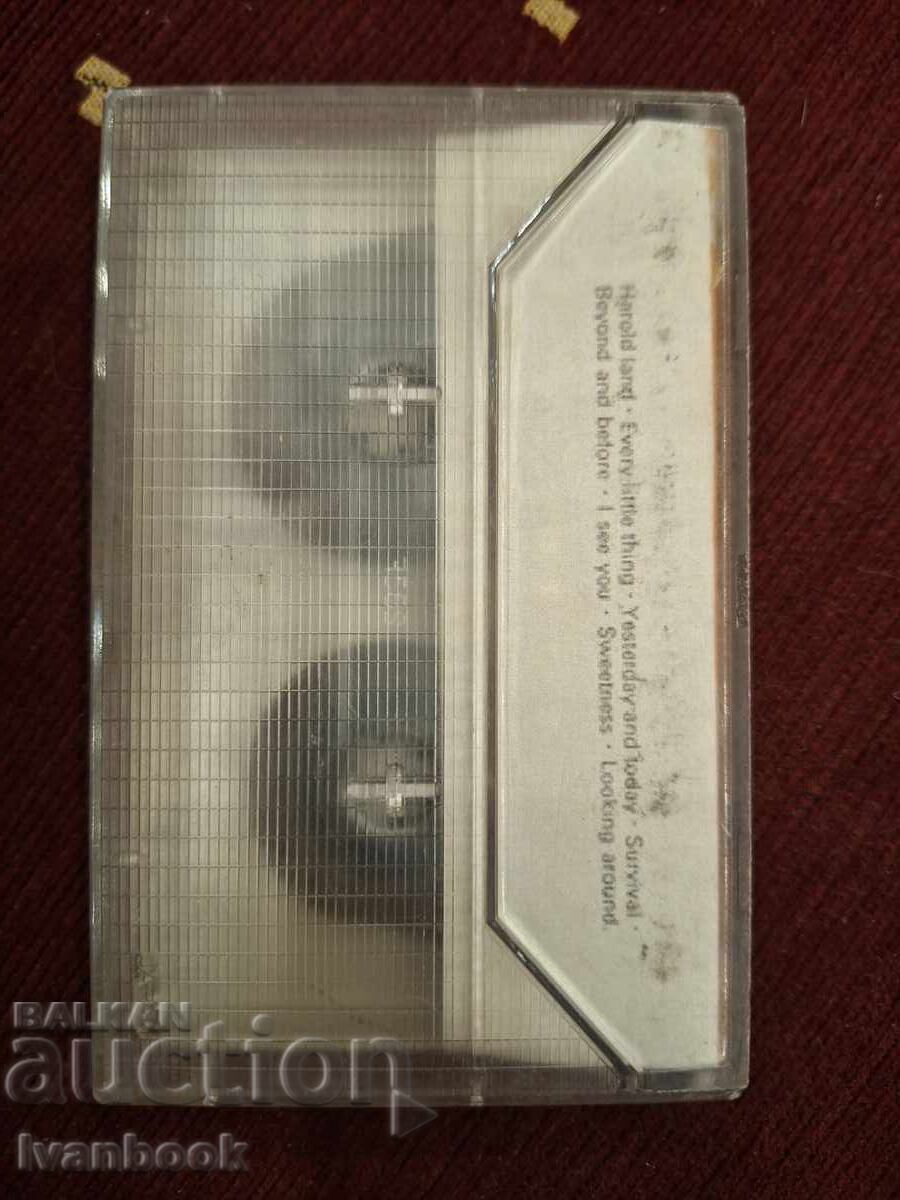 Harold land · Every little thing · Yesterday and Today · Survival ·
Beyond and before · I see you · Sweetness · Looking around.
BALKAN
auction
Ivanbook